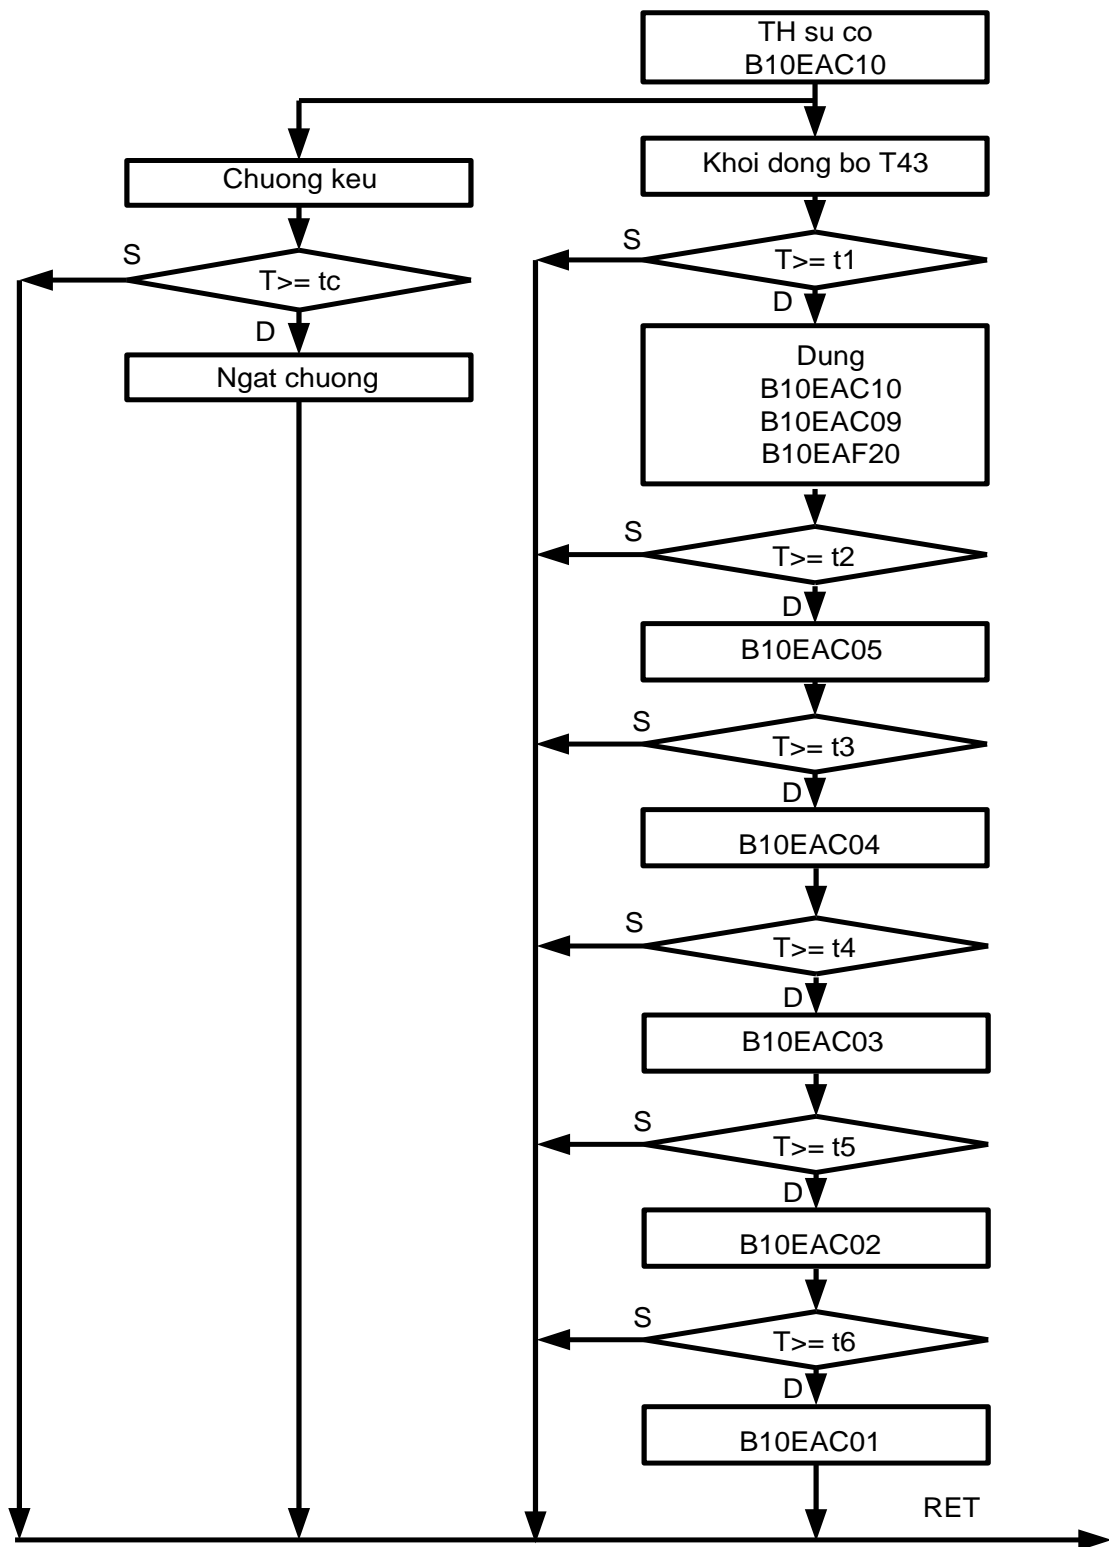 TH su co
B10EAC10
Chuong keu
Khoi dong bo T43
S
T>= tc
D
Ngat chuong
S
T>= t1
D
Dung
B10EAC10
B10EAC09
B10EAF20
S
T>= t2
D
B10EAC05
S
T>= t3
D
B10EAC04
S
T>= t4
D
B10EAC03
S
T>= t5
D
B10EAC02
S
T>= t6
D
B10EAC01
RET